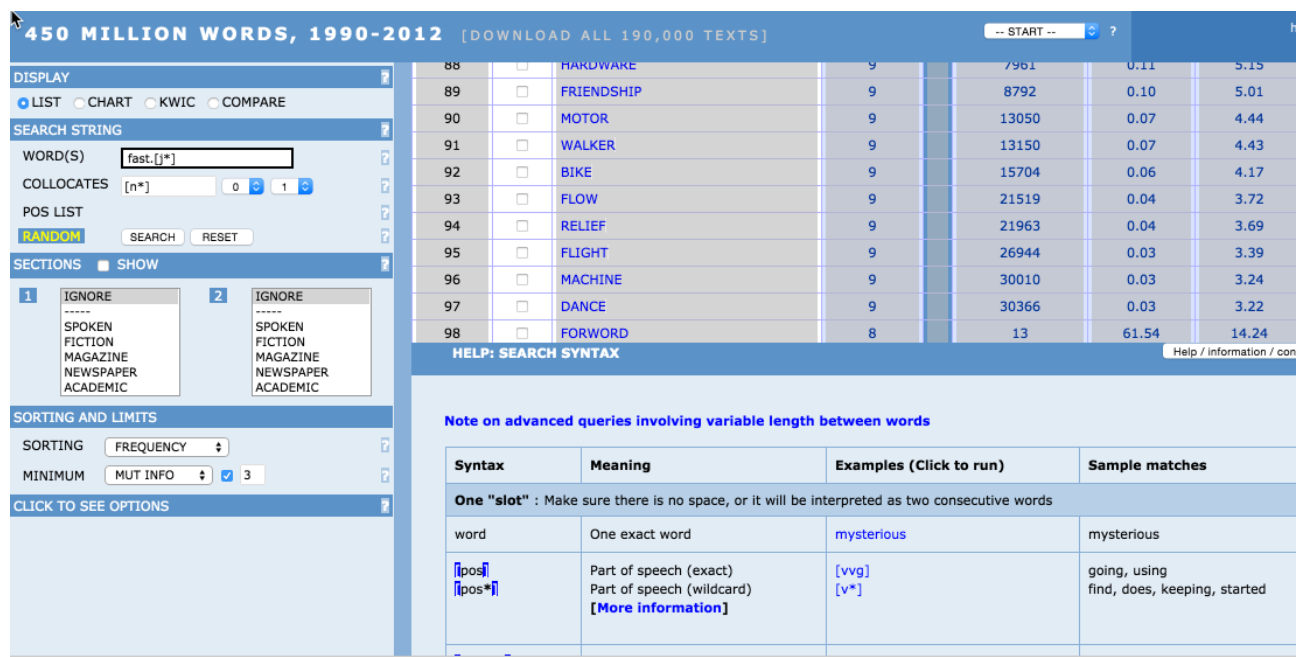 450 MILLION WORDS, 1990-2012 [DOWNLOAD ALL 190,000 TEXTS] -- START -- ?
DISPLAY ?
LIST CHART KWIC COMPARE
SEARCH STRING ?
WORD(S) fast.[j*] ?
COLLOCATES [n*] 0 1 ?
POS LIST ?
RANDOM SEARCH RESET ?
SECTIONS SHOW ?
1 IGNORE 2 IGNORE
----- -----
SPOKEN SPOKEN
FICTION FICTION
MAGAZINE MAGAZINE
NEWSPAPER NEWSPAPER
ACADEMIC ACADEMIC
SORTING AND LIMITS
SORTING FREQUENCY ?
MINIMUM MUT INFO 3 ?
CLICK TO SEE OPTIONS ?
88 HARDWARE 9 7961 0.11 5.15
89 FRIENDSHIP 9 8792 0.10 5.01
90 MOTOR 9 13050 0.07 4.44
91 WALKER 9 13150 0.07 4.43
92 BIKE 9 15704 0.06 4.17
93 FLOW 9 21519 0.04 3.72
94 RELIEF 9 21963 0.04 3.69
95 FLIGHT 9 26944 0.03 3.39
96 MACHINE 9 30010 0.03 3.24
97 DANCE 9 30366 0.03 3.22
98 FORWORD 8 13 61.54 14.24
HELP: SEARCH SYNTAX Help / information / con
Note on advanced queries involving variable length between words
Syntax Meaning Examples (Click to run) Sample matches
One "slot" : Make sure there is no space, or it will be interpreted as two consecutive words
word One exact word mysterious mysterious
[pos] Part of speech (exact) [vvg] going, using
[pos*] Part of speech (wildcard) [v*] find, does, keeping, started
[More information]